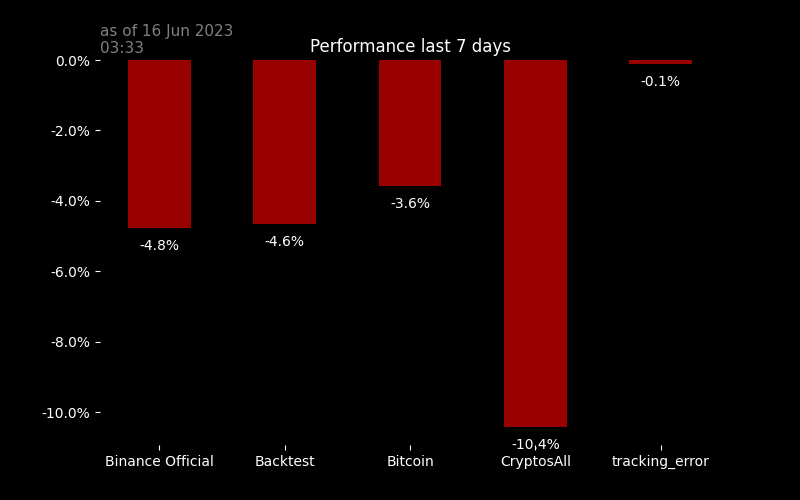 as of 16 Jun 2023
03:33
Performance last 7 days
0.0%
-2.0%
-4.0%
-6.0%
-8.0%
-10.0%
-4.8%
-4.6%
-3.6%
-10.4%
-0.1%
Binance Official
Backtest
Bitcoin
CryptosAll
tracking_error